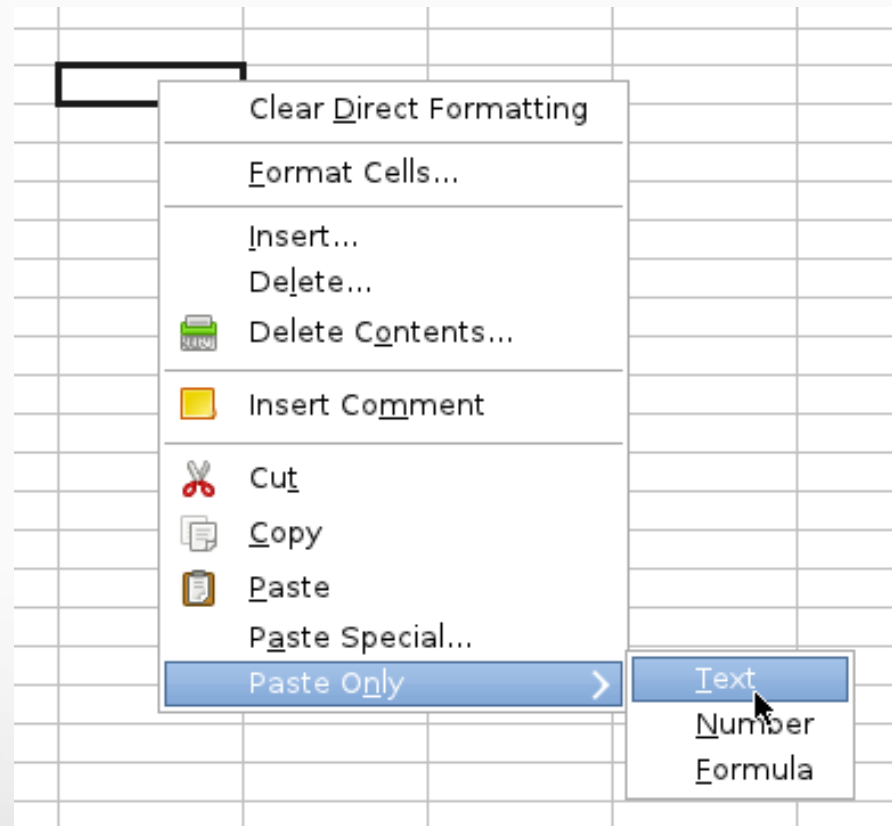 Clear Direct Formatting
Format Cells...
Insert...
Delete...
Delete Contents...
Insert Comment
Cut
Copy
Paste
Paste Special...
Paste Only
Text
Number
Formula